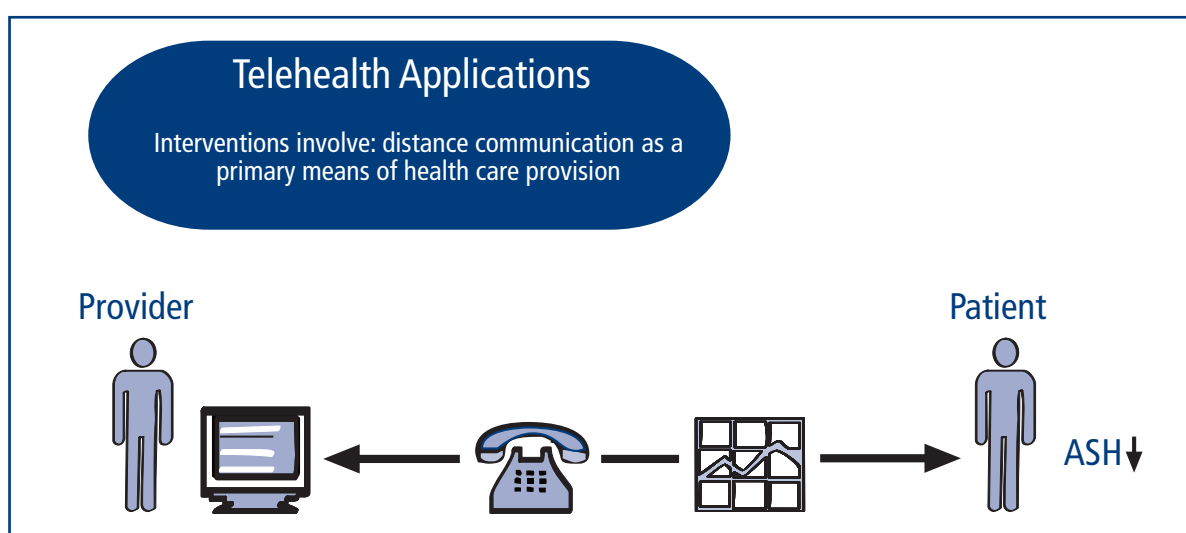 Telehealth Applications
Interventions involve: distance communication as a
primary means of health care provision
Provider
Patient
ASH